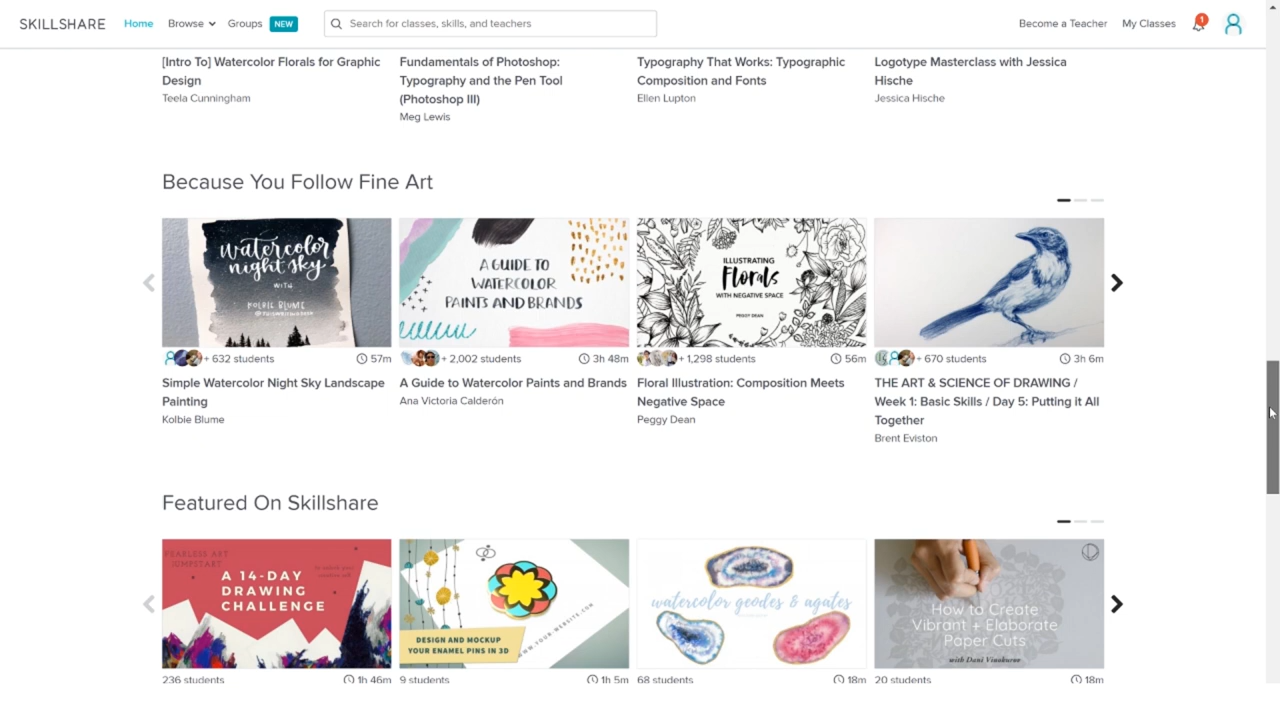 SKILLSHARE Home Browse Groups NEW Search for classes, skills, and teachers Become a Teacher My Classes 1
[Intro To] Watercolor Florals for Graphic
Design
Teela Cunningham
Fundamentals of Photoshop:
Typography and the Pen Tool
(Photoshop III)
Meg Lewis
Typography That Works: Typographic
Composition and Fonts
Ellen Lupton
Logotype Masterclass with Jessica
Hische
Jessica Hische
Because You Follow Fine Art
watercolor
night sky
WITH
KOLBIE BLUME
+ 632 students 57m
Simple Watercolor Night Sky Landscape
Painting
Kolbie Blume
A GUIDE TO
WATERCOLOR
PAINTS AND BRANDS
+ 2,002 students 3h 48m
A Guide to Watercolor Paints and Brands
Ana Victoria Calderón
ILLUSTRATING
Florals
WITH NEGATIVE SPACE
PEGGY DEAN
+ 1,298 students 56m
Floral Illustration: Composition Meets
Negative Space
Peggy Dean
+ 670 students 3h 6m
THE ART & SCIENCE OF DRAWING /
Week 1: Basic Skills / Day 5: Putting it All
Together
Brent Eviston
Featured On Skillshare
FEARLESS ART
JUMPSTART
A 14-DAY
DRAWING
CHALLENGE
236 students 1h 46m
DESIGN AND MOCKUP
YOUR ENAMEL PINS IN 3D
WWW.YOUR-WEBSITE.COM
9 students 1h 5m
watercolor geodes & agates
68 students 18m
How to Create
Vibrant + Elaborate
Paper Cuts
with Dani Vinokurov
20 students 18m